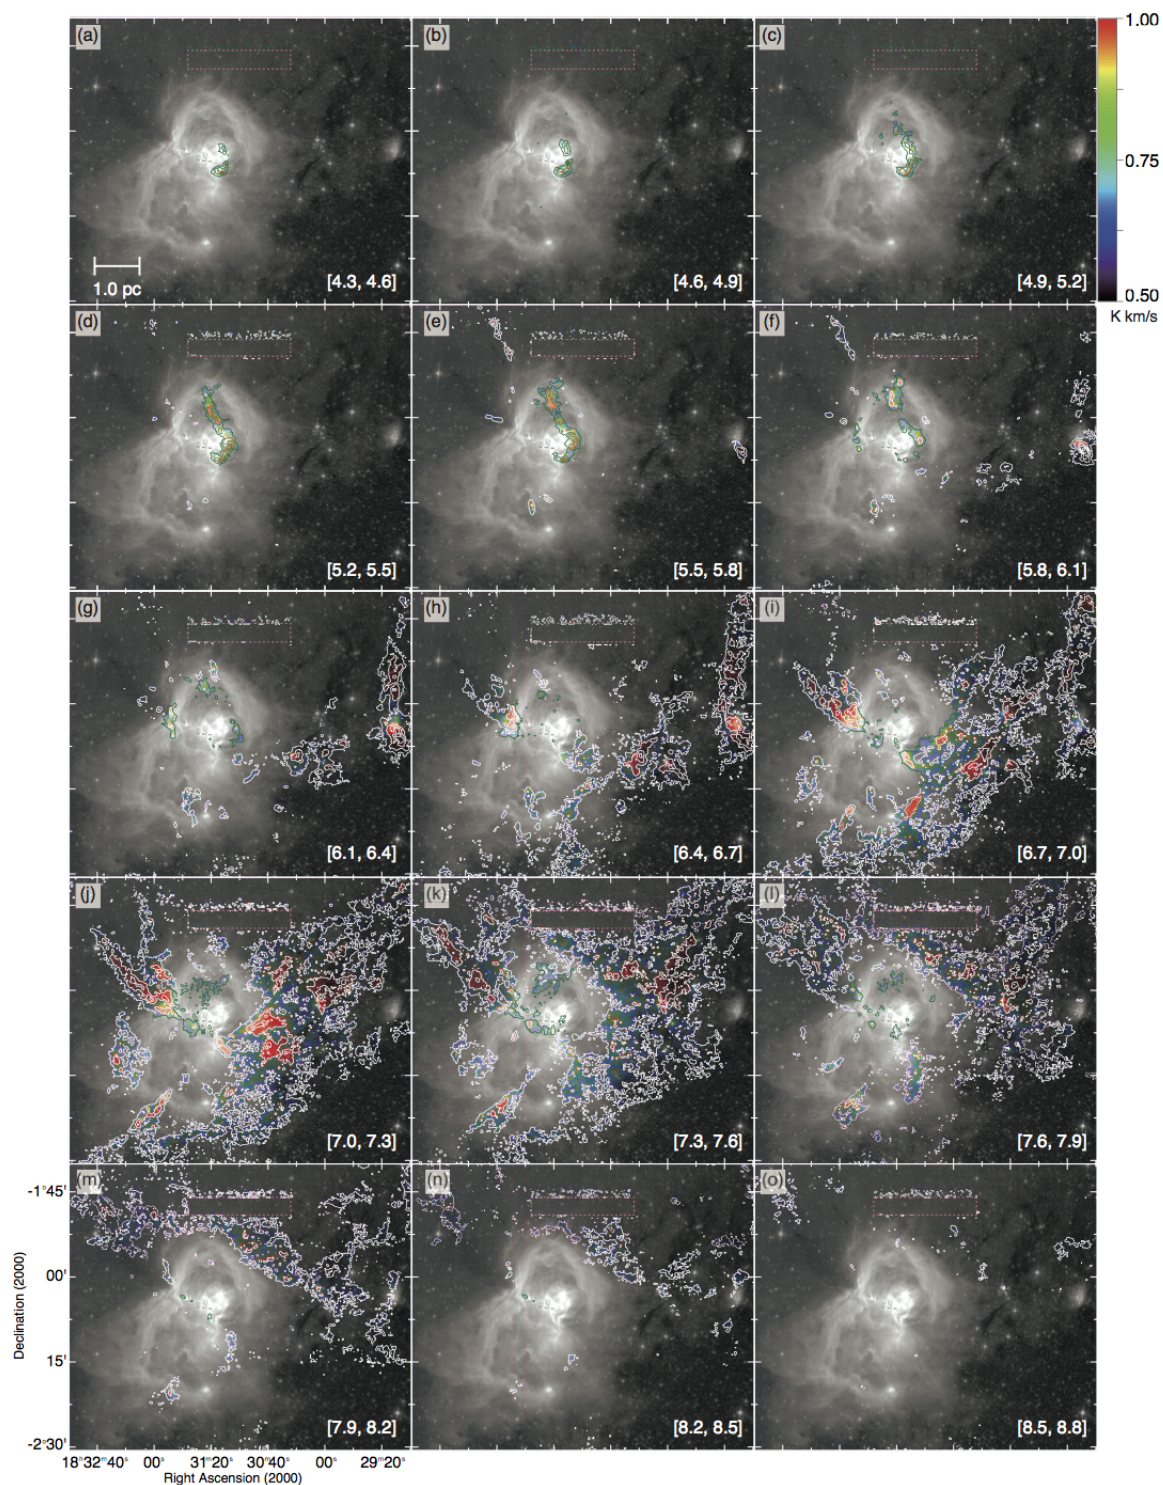 (a)
(b)
(c)
1.00
0.75
0.50
K km/s
1.0 pc
[4.3, 4.6]
[4.6, 4.9]
[4.9, 5.2]
(d)
(e)
(f)
[5.2, 5.5]
[5.5, 5.8]
[5.8, 6.1]
(g)
(h)
(i)
[6.1, 6.4]
[6.4, 6.7]
[6.7, 7.0]
(j)
(k)
(l)
[7.0, 7.3]
[7.3, 7.6]
[7.6, 7.9]
(m)
(n)
(o)
-1°45'
00'
15'
-2°30'
Declination (2000)
[7.9, 8.2]
[8.2, 8.5]
[8.5, 8.8]
18ʰ32ᵐ40ˢ 00ˢ 31ᵐ20ˢ 30ᵐ40ˢ 00ˢ 29ᵐ20ˢ
Right Ascension (2000)